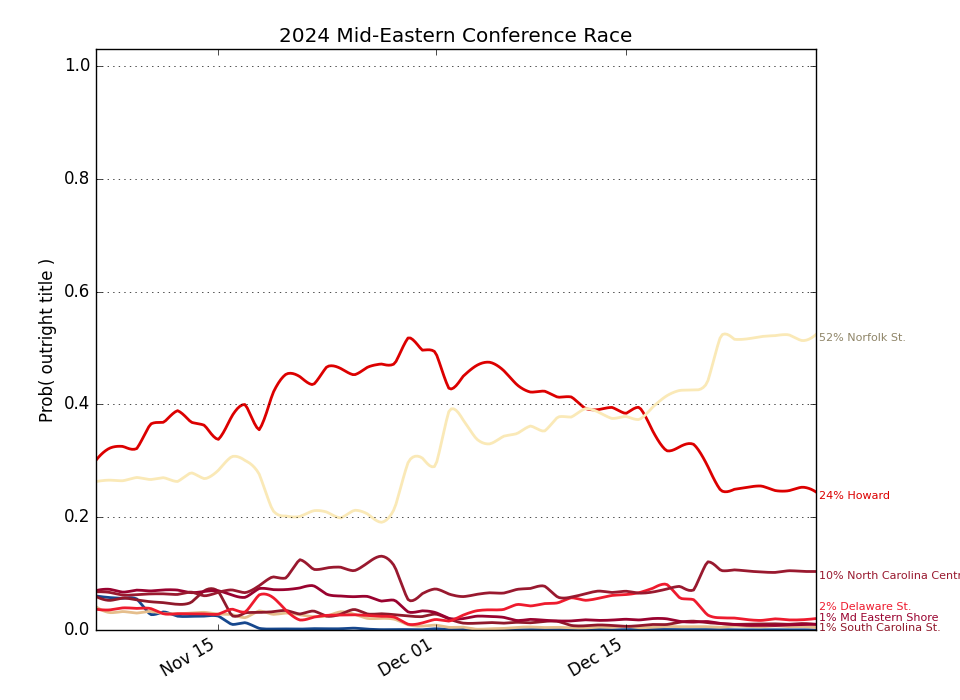 2024 Mid-Eastern Conference Race
Prob( outright title )
1.0
0.8
0.6
0.4
0.2
0.0
Nov 15
Dec 01
Dec 15
52% Norfolk St.
24% Howard
10% North Carolina Centr
2% Delaware St.
1% Md Eastern Shore
1% South Carolina St.